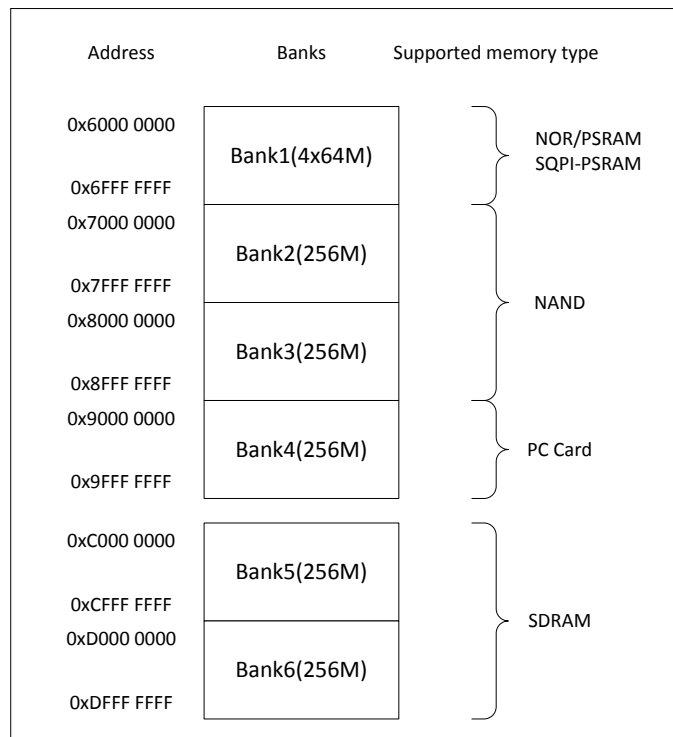 Address Banks Supported memory type
0x6000 0000
NOR/PSRAM
Bank1(4x64M)
SQPI-PSRAM
0x6FFF FFFF
0x7000 0000
Bank2(256M)
0x7FFF FFFF
NAND
0x8000 0000
Bank3(256M)
0x8FFF FFFF
0x9000 0000
Bank4(256M) PC Card
0x9FFF FFFF
0xC000 0000
Bank5(256M)
0xCFFF FFFF
SDRAM
0xD000 0000
Bank6(256M)
0xDFFF FFFF